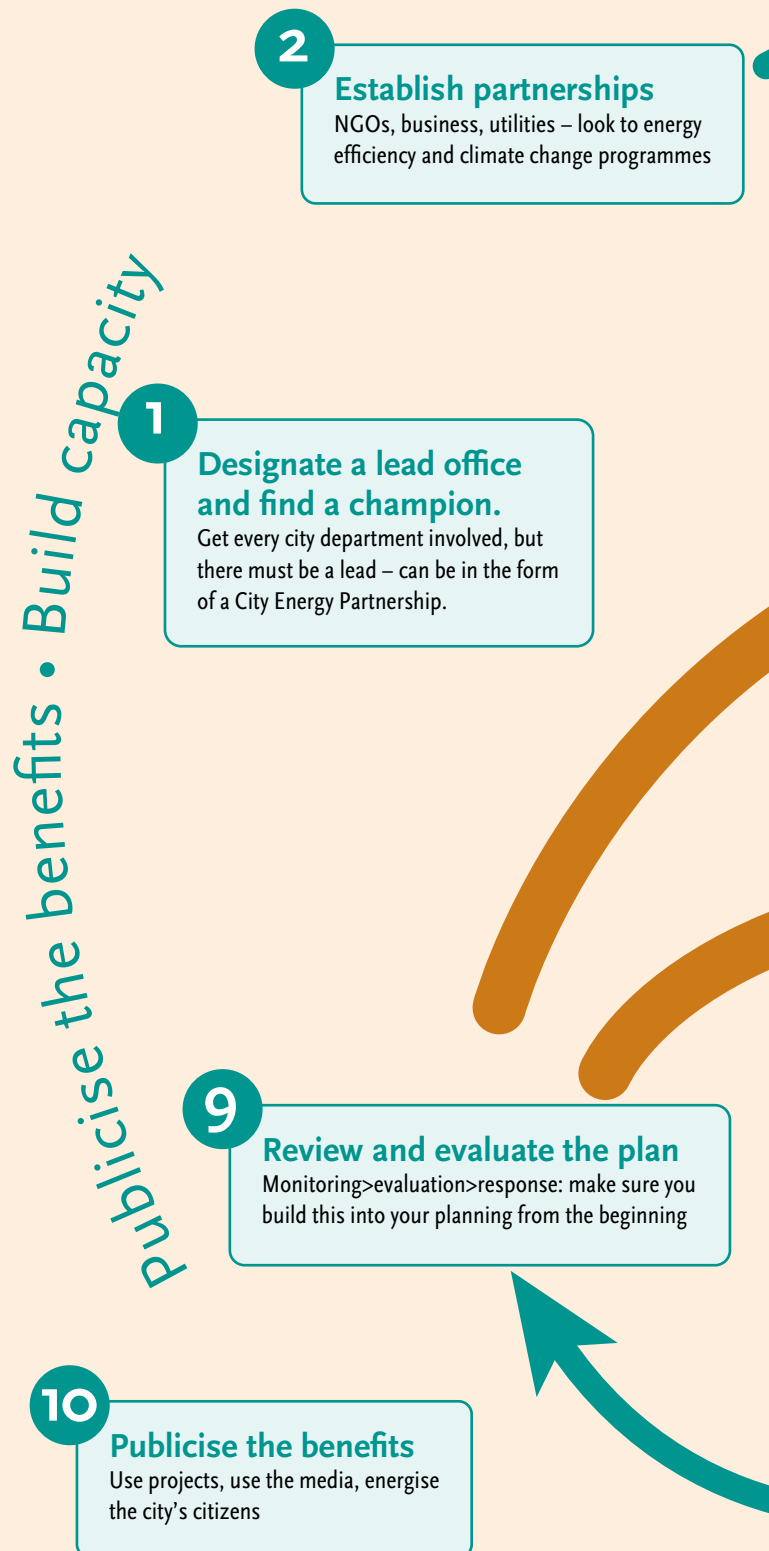 2
Establish partnerships
NGOs, business, utilities – look to energy
efficiency and climate change programmes
Publicise the benefits • Build capacity
1
Designate a lead office
and find a champion.
Get every city department involved, but
there must be a lead – can be in the form
of a City Energy Partnership.
9
Review and evaluate the plan
Monitoring>evaluation>response: make sure you
build this into your planning from the beginning
10
Publicise the benefits
Use projects, use the media, energise
the city’s citizens